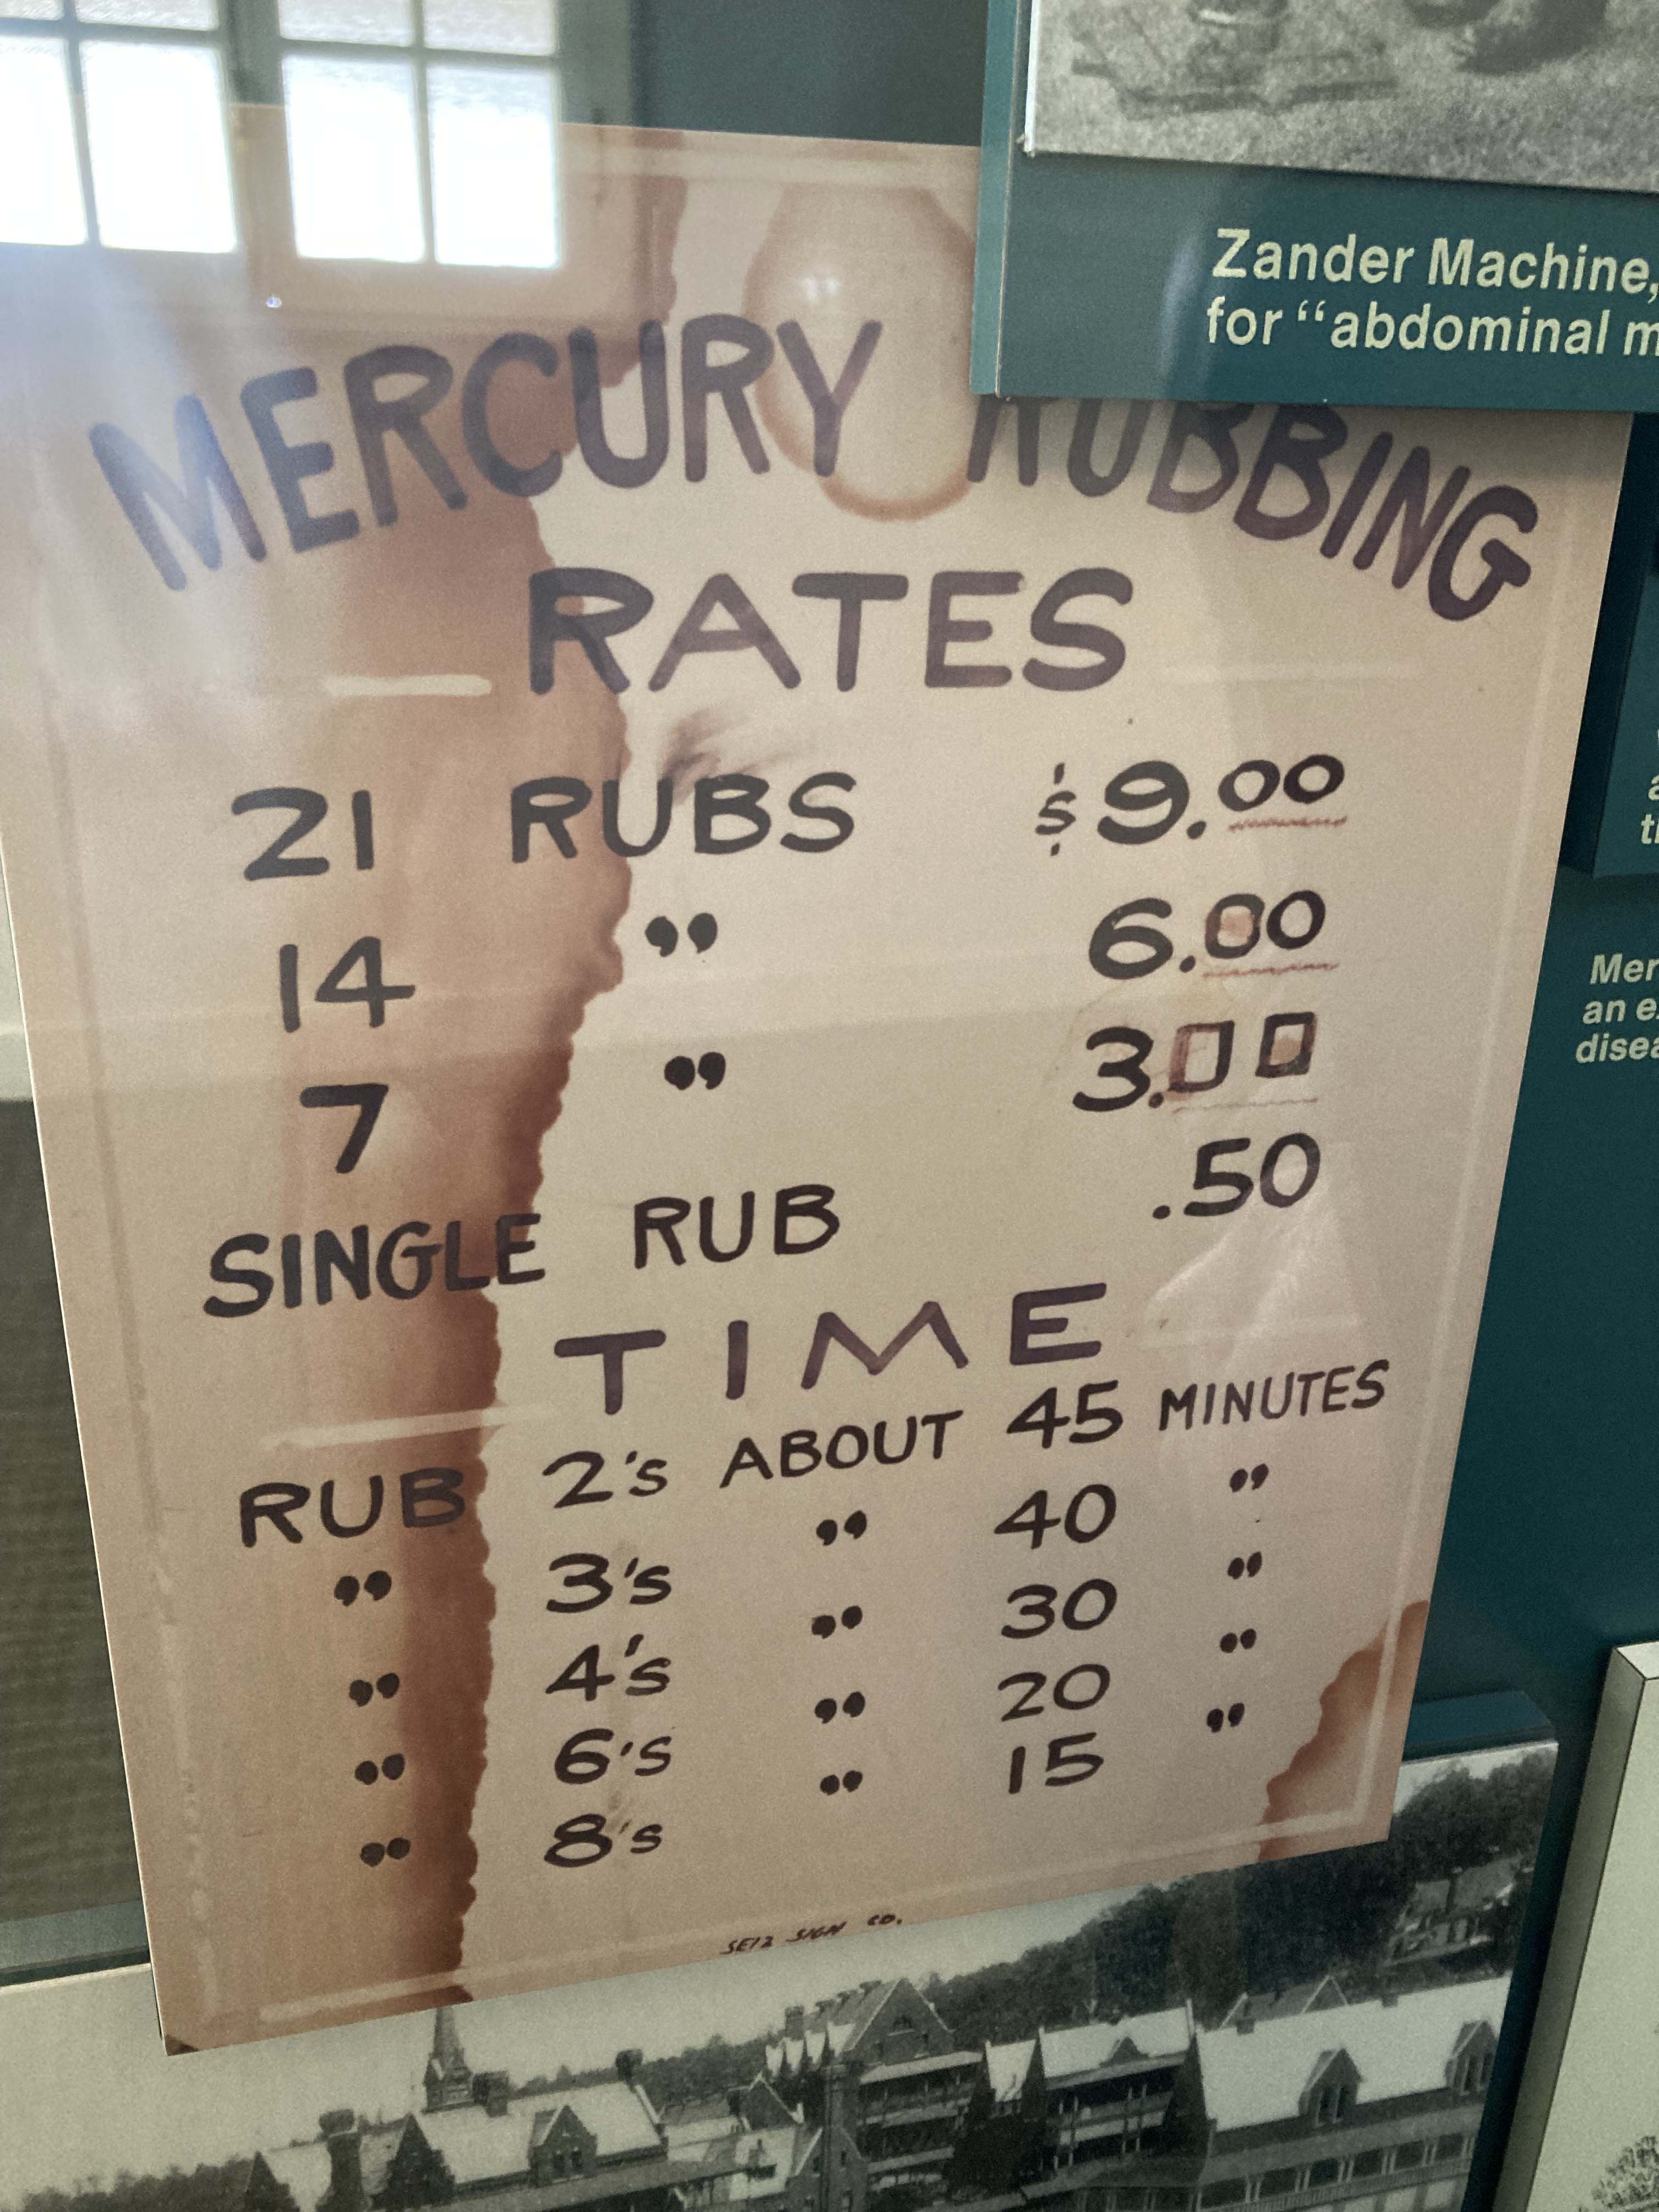 Zander Machine,
for “abdominal
MERCURY RUBBING
RATES
21 RUBS $9.00
14 " 6.00
7 " 3.00
SINGLE RUB .50
TIME
RUB 2's ABOUT 45 MINUTES
" 3's " 40 "
" 4's " 30 "
" 6's " 20 "
" 8's " 15 "
SEIZ SIGN CO.
an